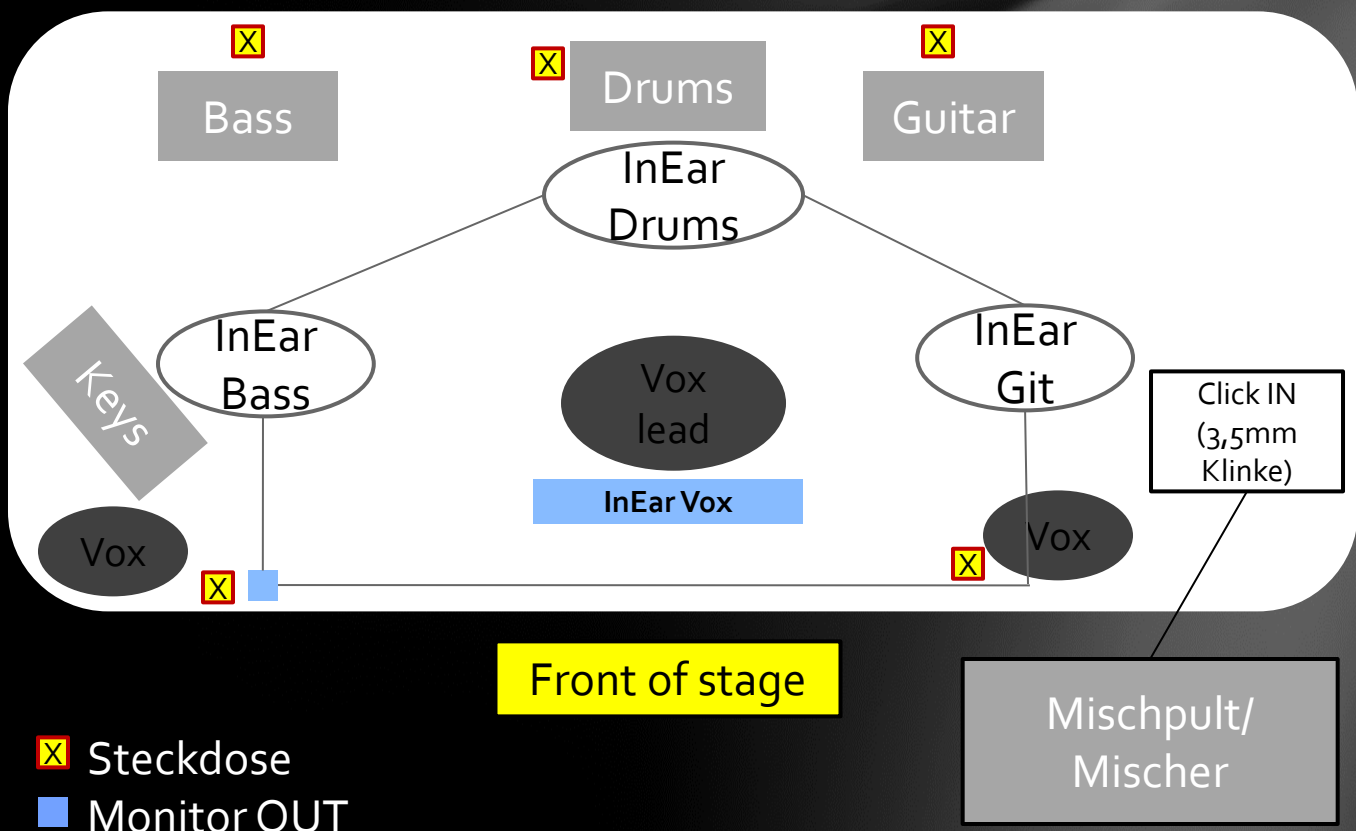 X
X
X
Bass
Drums
Guitar
InEar
Drums
InEar
Bass
InEar
Git
Keys
Vox
lead
Click IN
(3,5mm
Klinke)
InEar Vox
Vox
Vox
X
X
Front of stage
Mischpult/
Mischer
X Steckdose
Monitor OUT